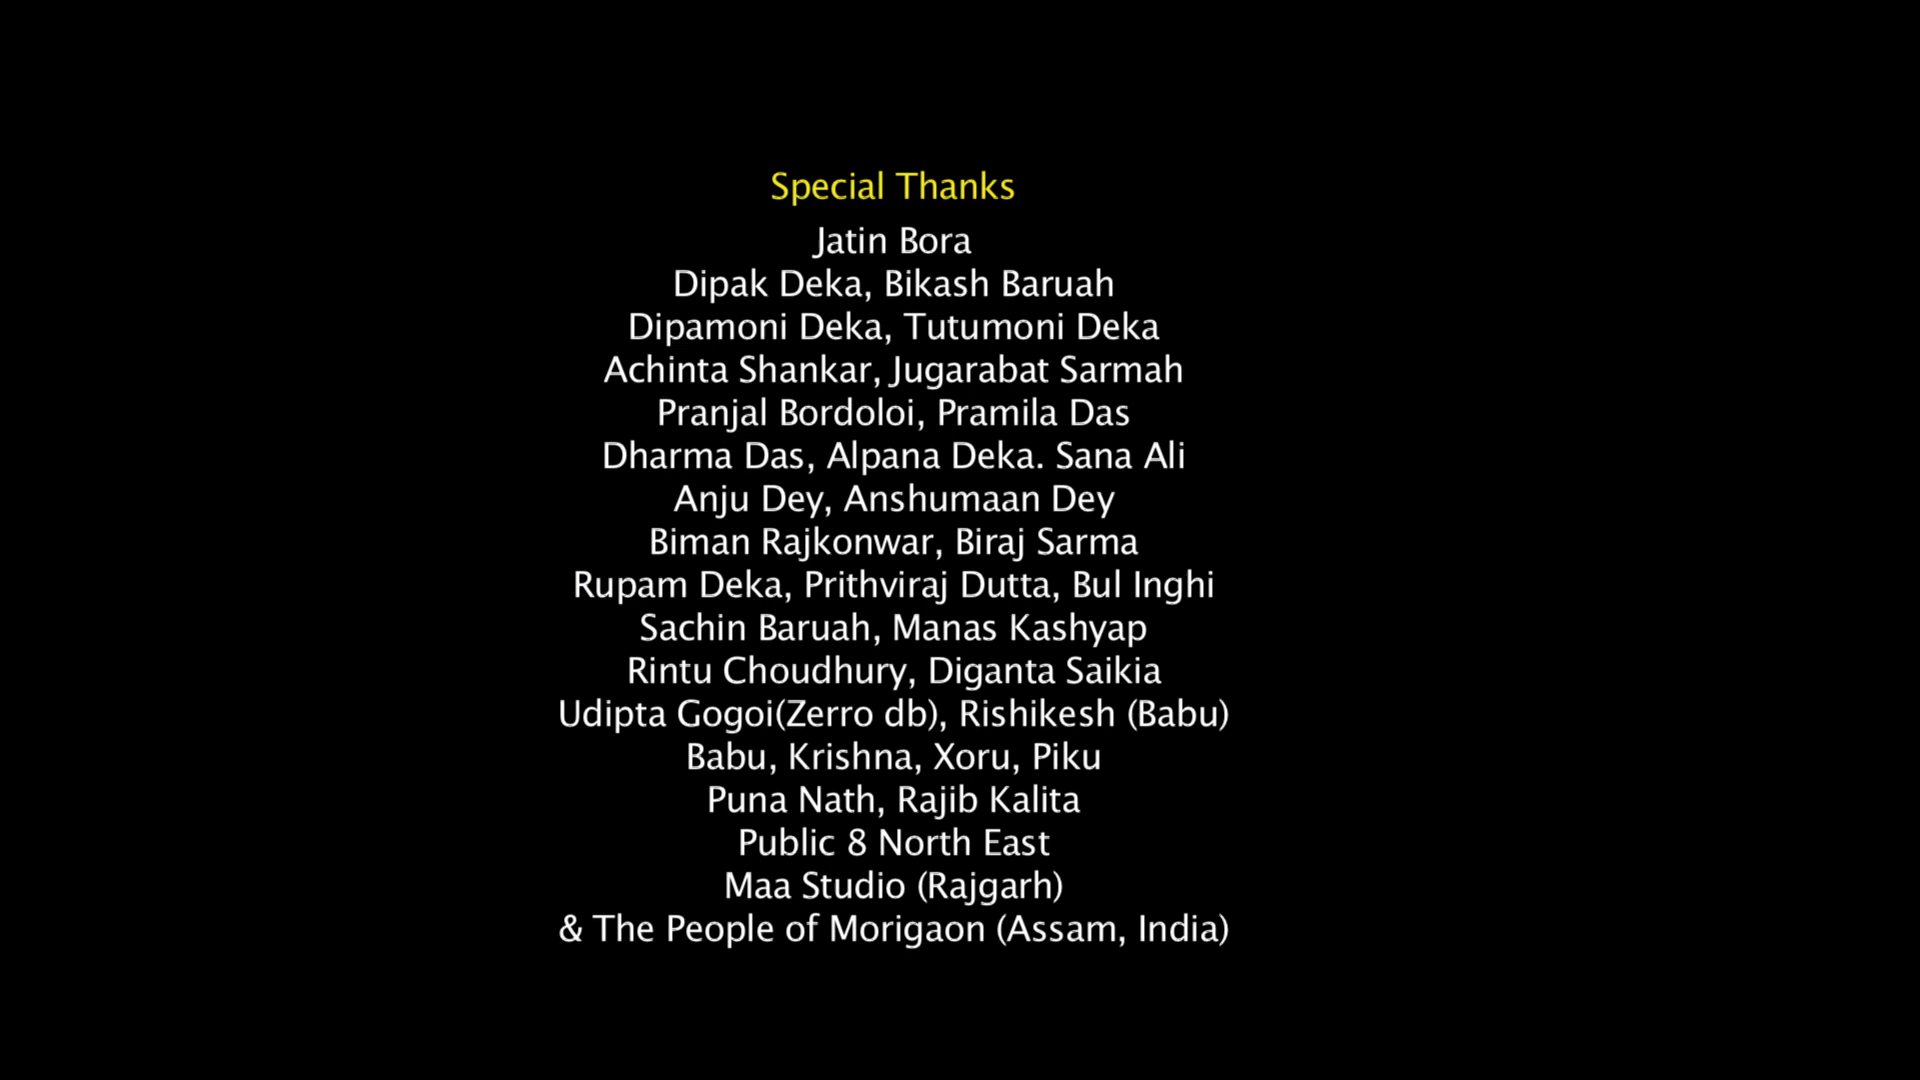 Special Thanks
Jatin Bora
Dipak Deka, Bikash Baruah
Dipamoni Deka, Tutumoni Deka
Achinta Shankar, Jugarabat Sarmah
Pranjal Bordoloi, Pramila Das
Dharma Das, Alpana Deka. Sana Ali
Anju Dey, Anshumaan Dey
Biman Rajkonwar, Biraj Sarma
Rupam Deka, Prithviraj Dutta, Bul Inghi
Sachin Baruah, Manas Kashyap
Rintu Choudhury, Diganta Saikia
Udipta Gogoi(Zerro db), Rishikesh (Babu)
Babu, Krishna, Xoru, Piku
Puna Nath, Rajib Kalita
Public 8 North East
Maa Studio (Rajgarh)
& The People of Morigaon (Assam, India)